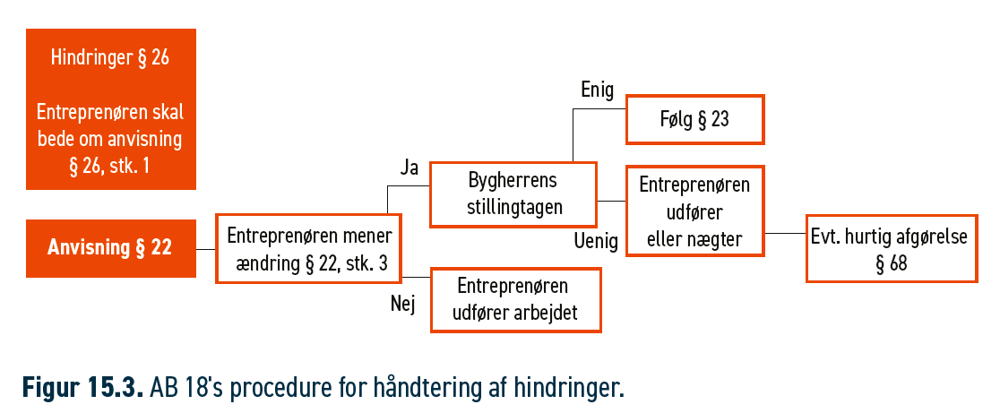 Hindringer § 26
Entreprenøren skal
bede om anvisning
§ 26, stk. 1
Anvisning § 22
Entreprenøren mener
ændring § 22, stk. 3
Ja
Nej
Bygherrens
stillingtagen
Entreprenøren
udfører arbejdet
Enig
Uenig
Følg § 23
Entreprenøren
udfører
eller nægter
Evt. hurtig afgørelse
§ 68
Figur 15.3. AB 18's procedure for håndtering af hindringer.